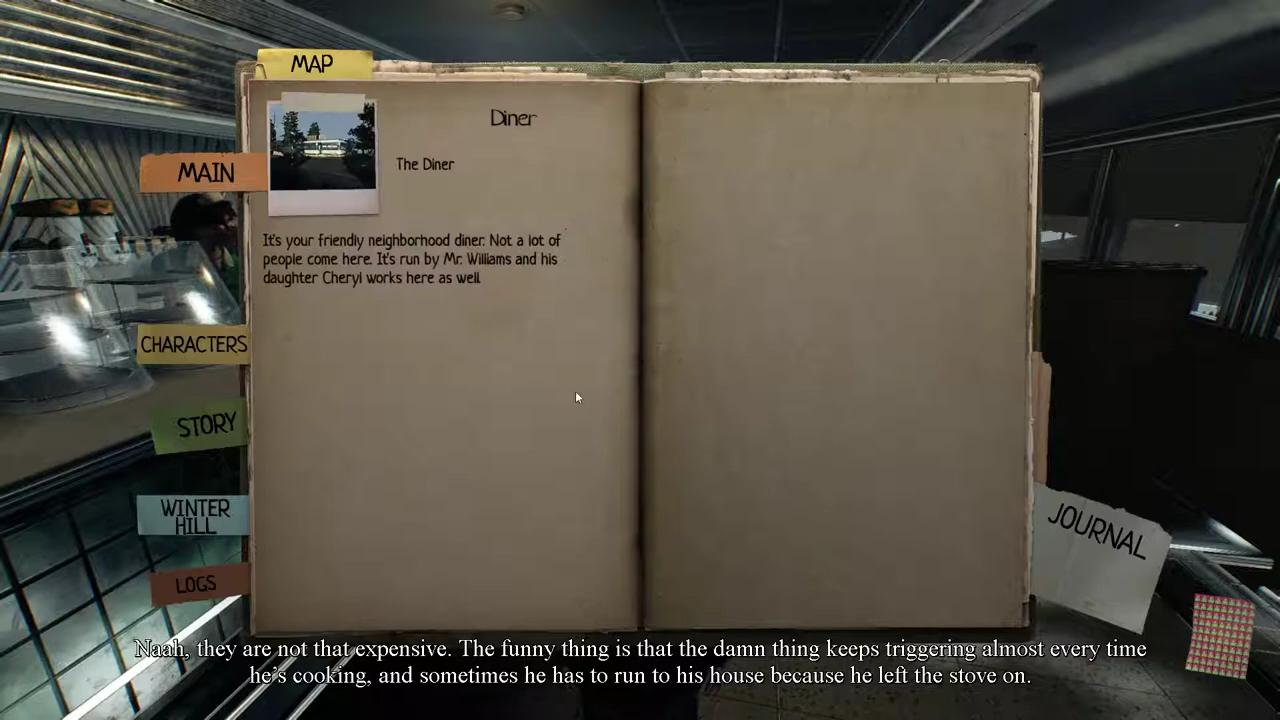 MAP
Diner
MAIN
The Diner
It's your friendly neighborhood diner. Not a lot of
people come here. It's run by Mr. Williams and his
daughter Cheryl works here as well.
CHARACTERS
STORY
WINTER
HILL
LOGS
JOURNAL
Naah, they are not that expensive. The funny thing is that the damn thing keeps triggering almost every time
he's cooking, and sometimes he has to run to his house because he left the stove on.